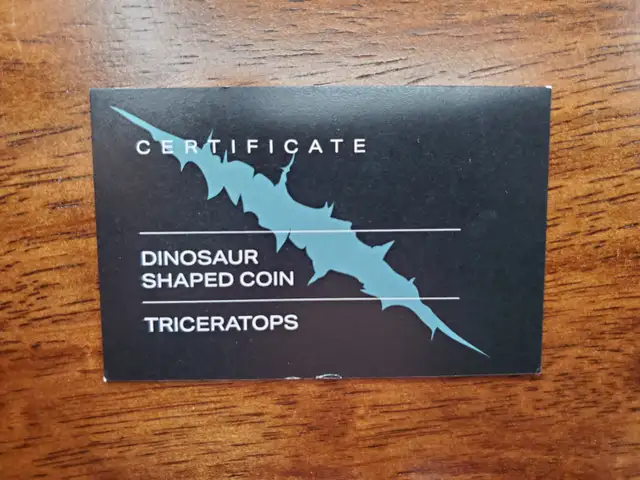 CERTIFICATE
DINOSAUR
SHAPED COIN
TRICERATOPS